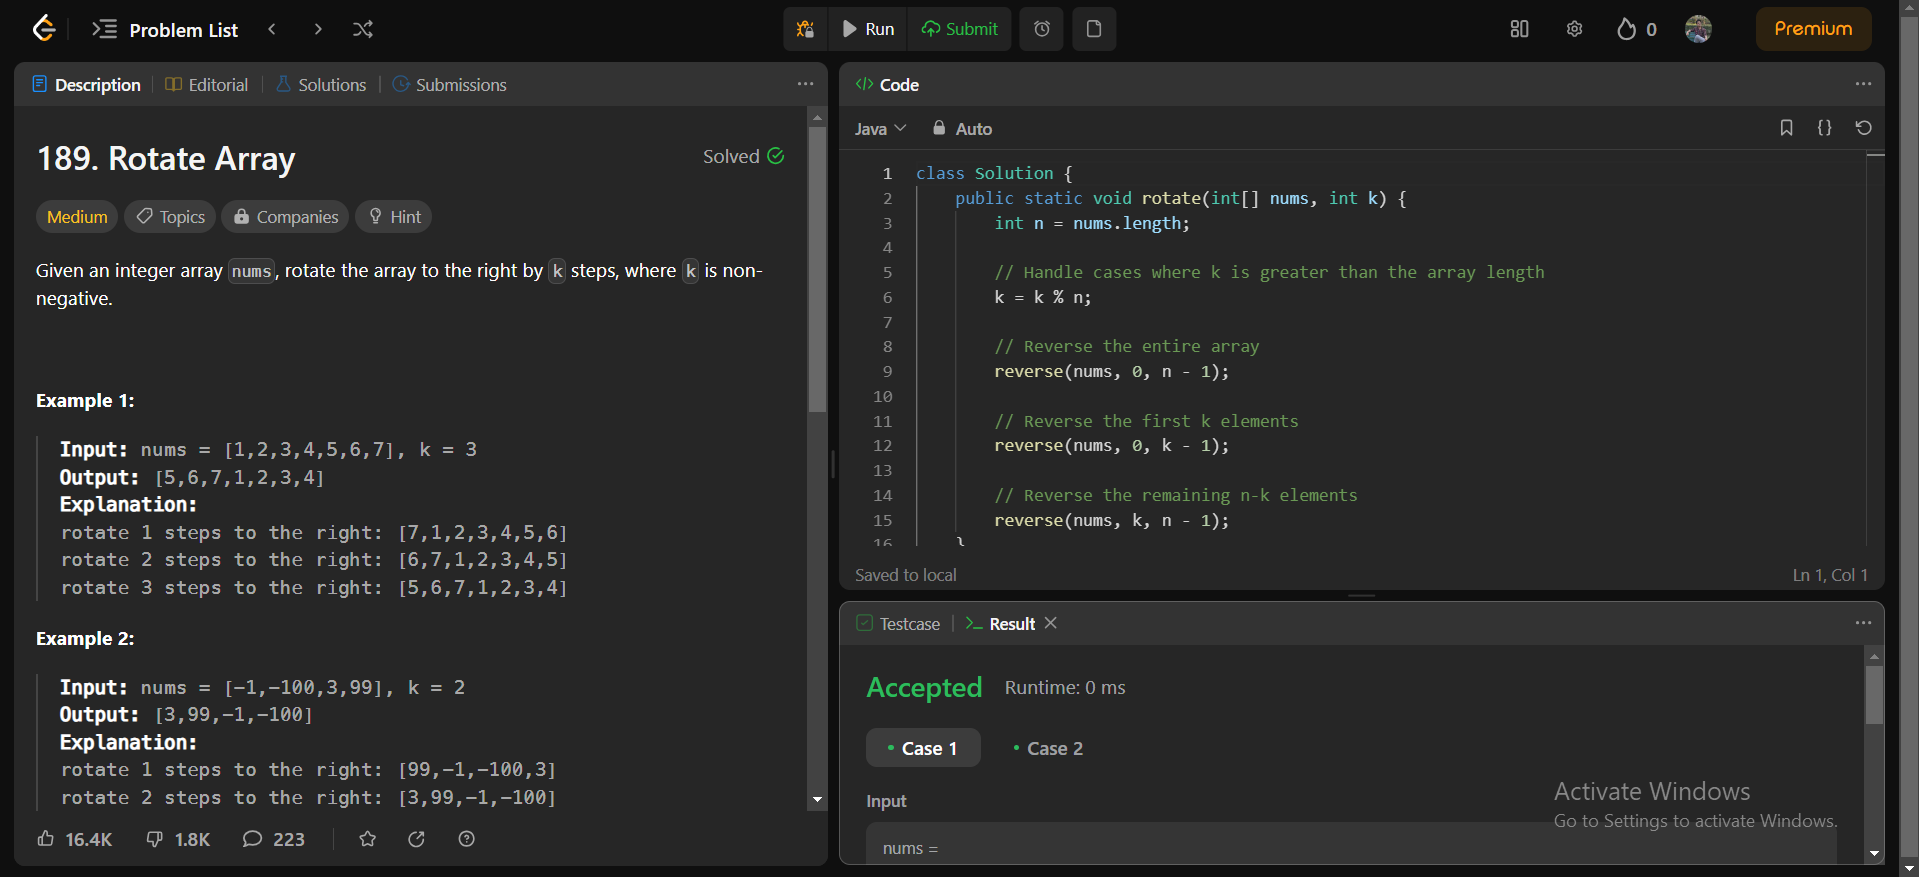 Problem List
Run
Submit
0
Premium
Description
Editorial
Solutions
Submissions
189. Rotate Array
Solved
Medium
Topics
Companies
Hint
Given an integer array nums, rotate the array to the right by k steps, where k is non-
negative.
Example 1:
Input: nums = [1,2,3,4,5,6,7], k = 3
Output: [5,6,7,1,2,3,4]
Explanation:
rotate 1 steps to the right: [7,1,2,3,4,5,6]
rotate 2 steps to the right: [6,7,1,2,3,4,5]
rotate 3 steps to the right: [5,6,7,1,2,3,4]
Example 2:
Input: nums = [-1,-100,3,99], k = 2
Output: [3,99,-1,-100]
Explanation:
rotate 1 steps to the right: [99,-1,-100,3]
rotate 2 steps to the right: [3,99,-1,-100]
16.4K
1.8K
223
</> Code
Java
Auto
{}
1 class Solution {
2 public static void rotate(int[] nums, int k) {
3 int n = nums.length;
4
5 // Handle cases where k is greater than the array length
6 k = k % n;
7
8 // Reverse the entire array
9 reverse(nums, 0, n - 1);
10
11 // Reverse the first k elements
12 reverse(nums, 0, k - 1);
13
14 // Reverse the remaining n-k elements
15 reverse(nums, k, n - 1);
16 }
Saved to local
Ln 1, Col 1
Testcase
Result
Accepted
Runtime: 0 ms
Case 1
Case 2
Input
nums =
Activate Windows
Go to Settings to activate Windows.